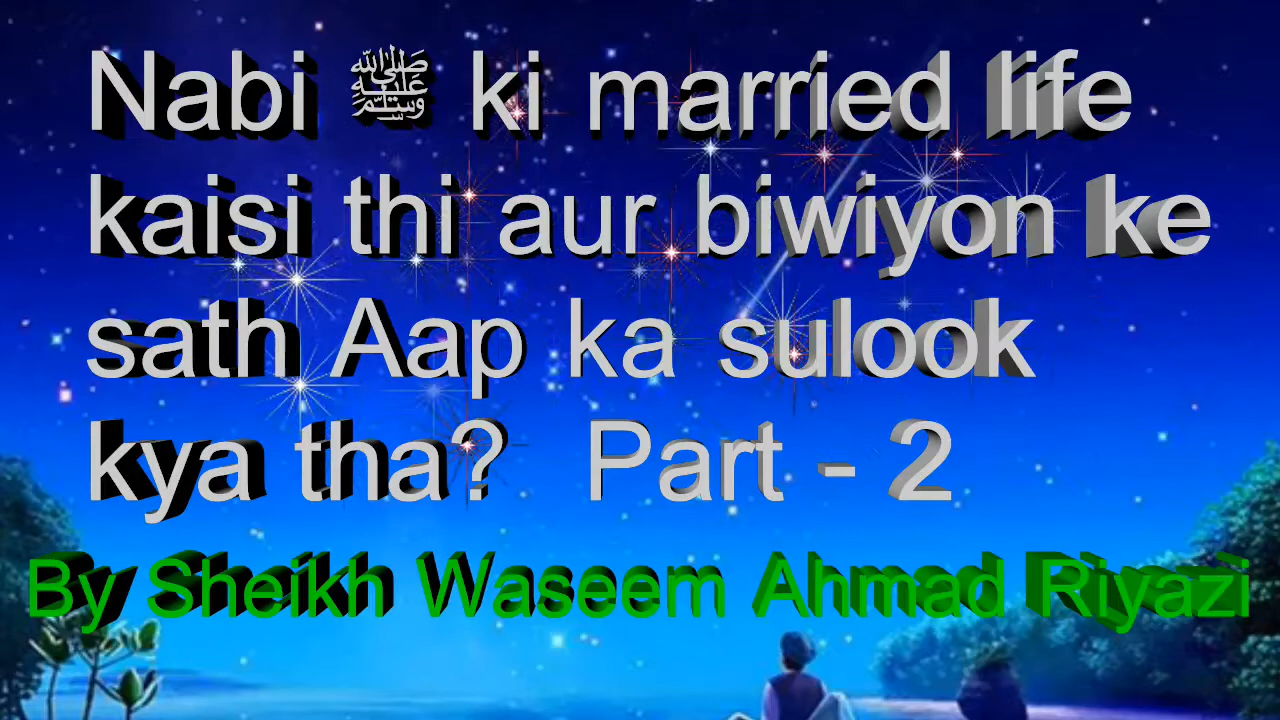 Nabi ﷺ ki married life
kaisi thi aur biwiyon ke
sath Aap ka sulook
kya tha? Part - 2
By Sheikh Waseem Ahmad Riyazi